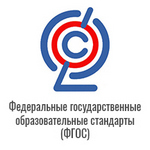 Федеральные государственные
образовательные стандарты
(ФГОС)